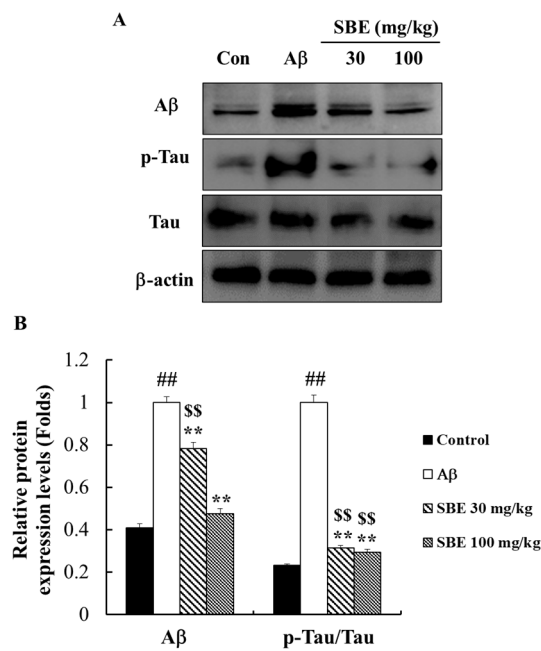 A
SBE (mg/kg)
Con Aβ 30 100
Aβ
p-Tau
Tau
β-actin
B
Relative protein
expression levels (Folds)
1.2
1
0.8
0.6
0.4
0.2
0
##
$$
**
**
##
$$ $$
** **
Aβ p-Tau/Tau
Control
Aβ
SBE 30 mg/kg
SBE 100 mg/kg